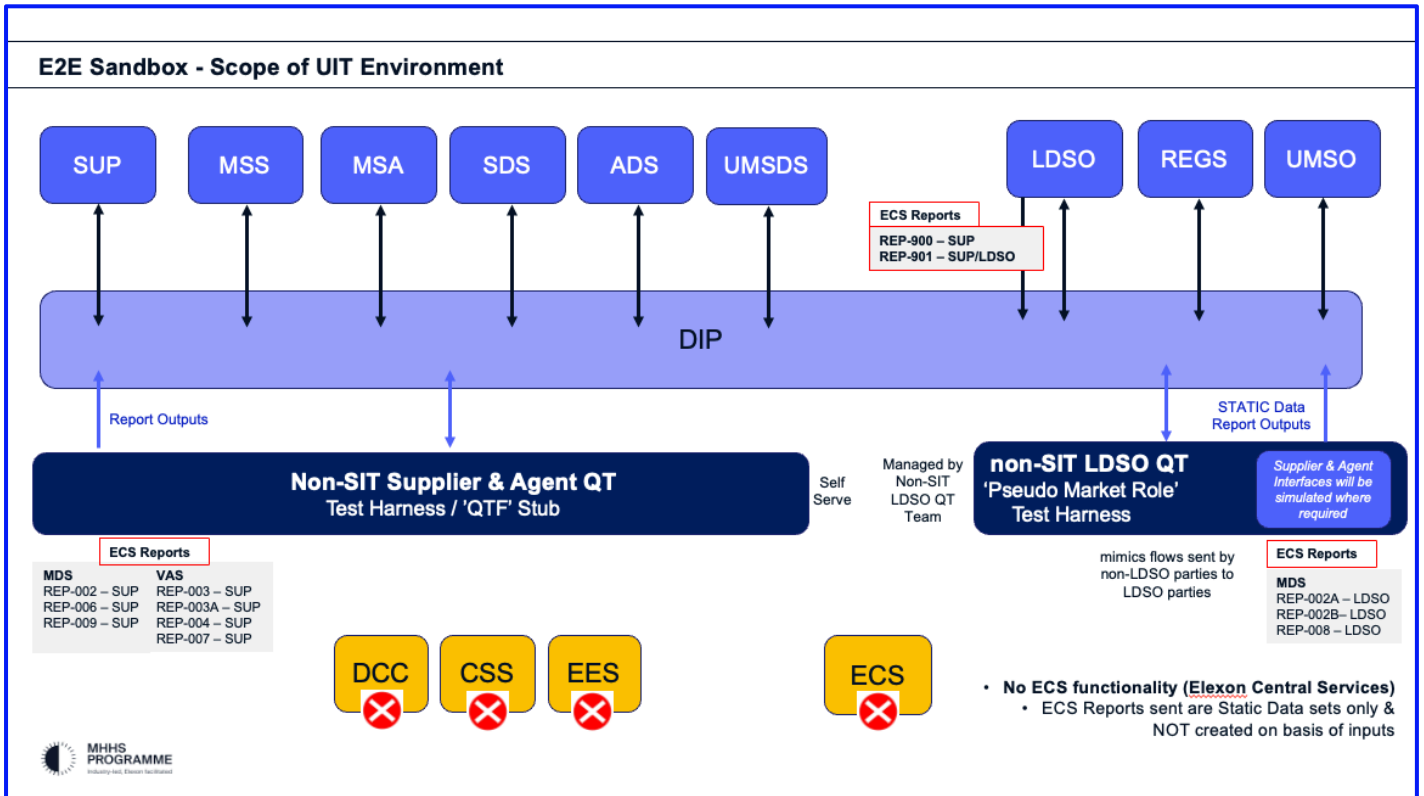 E2E Sandbox - Scope of UIT Environment
SUP
MSS
MSA
SDS
ADS
UMSDS
LDSO
REGS
UMSO
ECS Reports
REP-900 – SUP
REP-901 – SUP/LDSO
DIP
Report Outputs
STATIC Data
Report Outputs
Non-SIT Supplier & Agent QT
Test Harness / 'QTF' Stub
Self
Serve
Managed by
Non-SIT
LDSO QT
Team
non-SIT LDSO QT
'Pseudo Market Role'
Test Harness
Supplier & Agent
Interfaces will be
simulated where
required
ECS Reports
MDS
REP-002 – SUP
REP-006 – SUP
REP-009 – SUP
VAS
REP-003 – SUP
REP-003A – SUP
REP-004 – SUP
REP-007 – SUP
mimics flows sent by
non-LDSO parties to
LDSO parties
ECS Reports
MDS
REP-002A – LDSO
REP-002B– LDSO
REP-008 – LDSO
DCC
CSS
EES
ECS
• No ECS functionality (Elexon Central Services)
• ECS Reports sent are Static Data sets only &
NOT created on basis of inputs
MHHS
PROGRAMME
Industry-led, Elexon facilitated